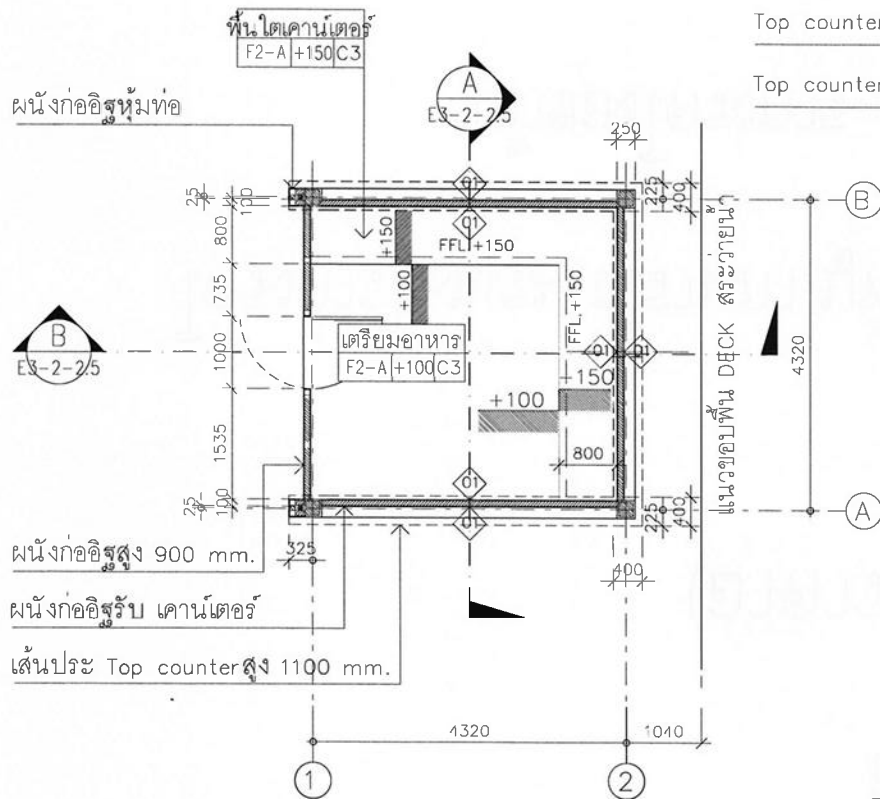 Top counter
พื้นใต้เคาน์เตอร์
F2-A +150 C3
Top counter
A
E3-2-2.5
ผนังก่ออิฐหุ้มท่อ
250
01
25
100
225
400
B
800
+150
01
FFL.+150
735
+100
FFL.+150
แนวขอบพื้น DECK สระว่ายน้ำ
B
E3-2-2.5
1000
เตรียมอาหาร
F2-A +100 C3
01
01
4320
+150
+100
1535
800
01
25
100
225
400
A
01
ผนังก่ออิฐสูง 900 mm.
325
400
ผนังก่ออิฐรับ เคาน์เตอร์
เส้นประ Top counter สูง 1100 mm.
4320
1040
1
2